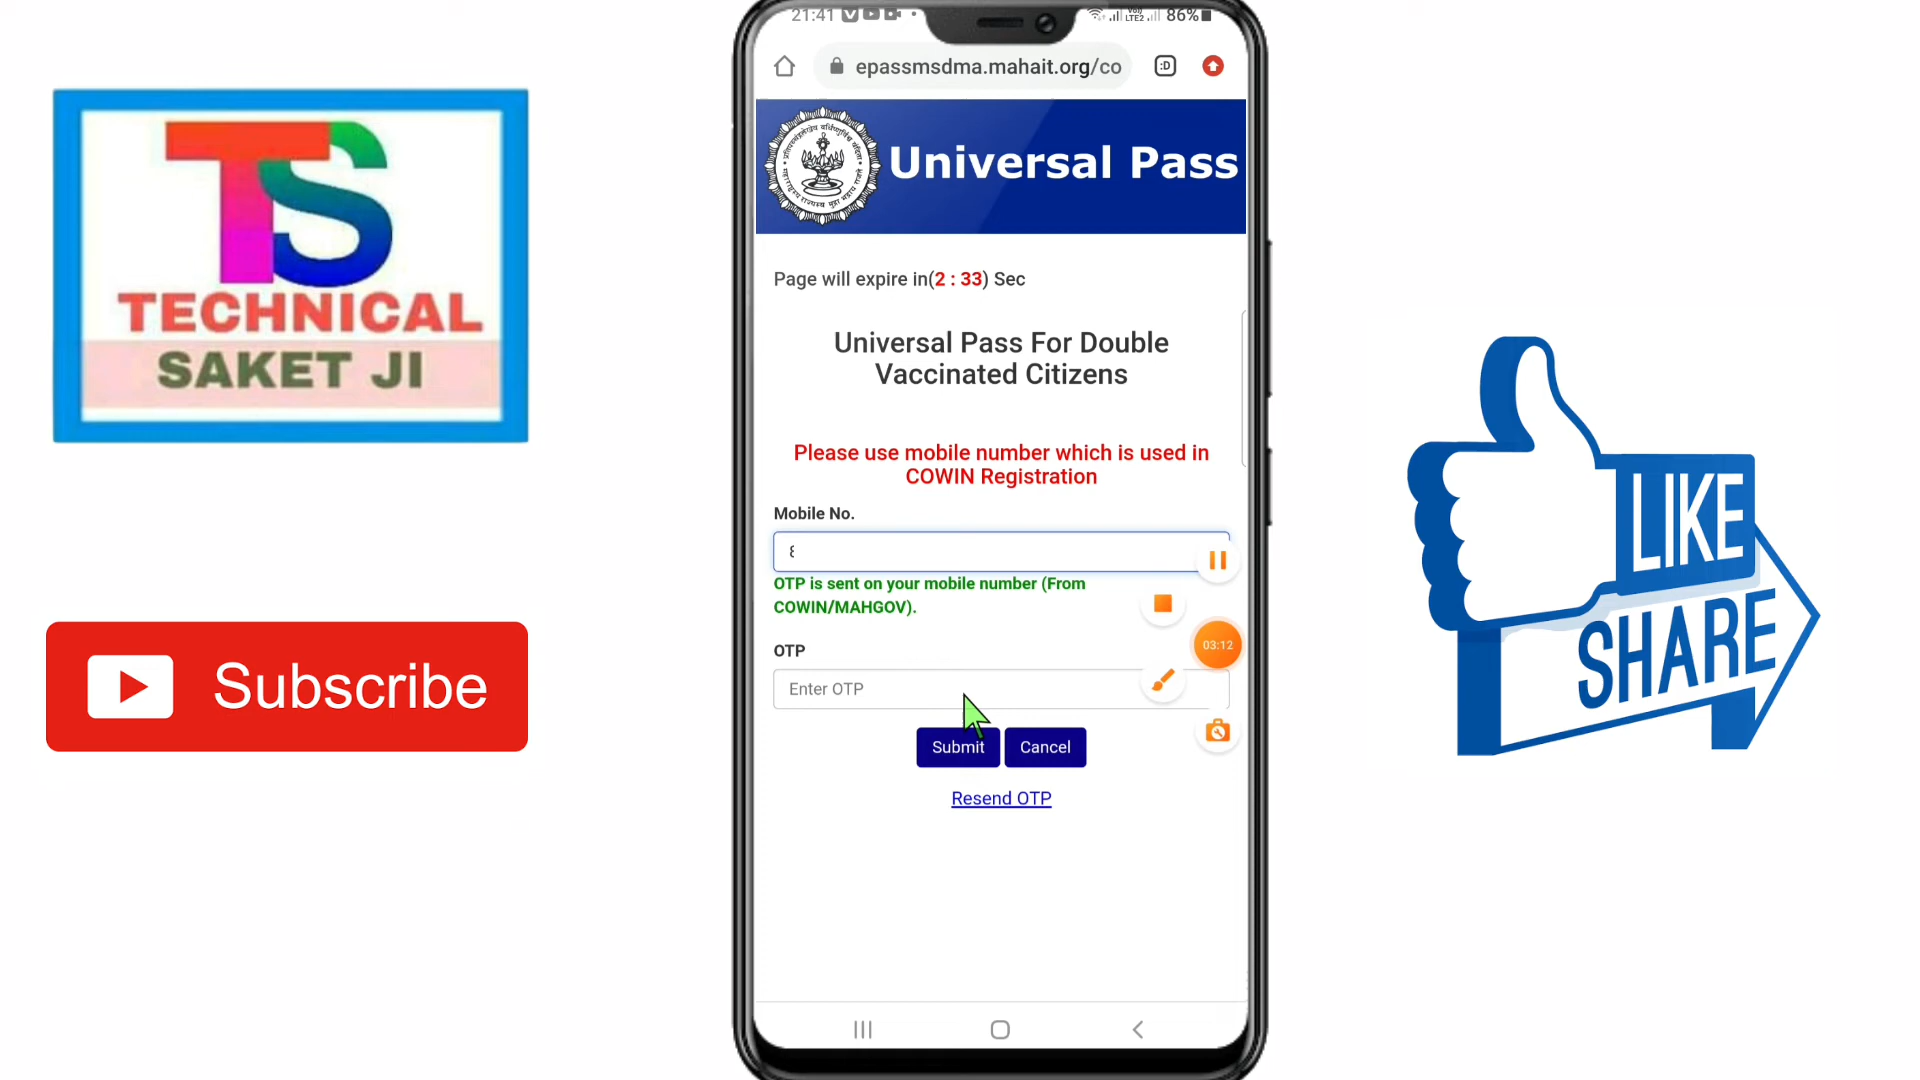 TS
TECHNICAL
SAKET JI
Subscribe
21:41
LTE2
86%
epassmsdma.mahait.org/co
:D
Universal Pass
Page will expire in(2 : 33) Sec
Universal Pass For Double
Vaccinated Citizens
Please use mobile number which is used in
COWIN Registration
Mobile No.
8
OTP is sent on your mobile number (From
COWIN/MAHGOV).
03:12
OTP
Enter OTP
Submit Cancel
Resend OTP
LIKE
SHARE